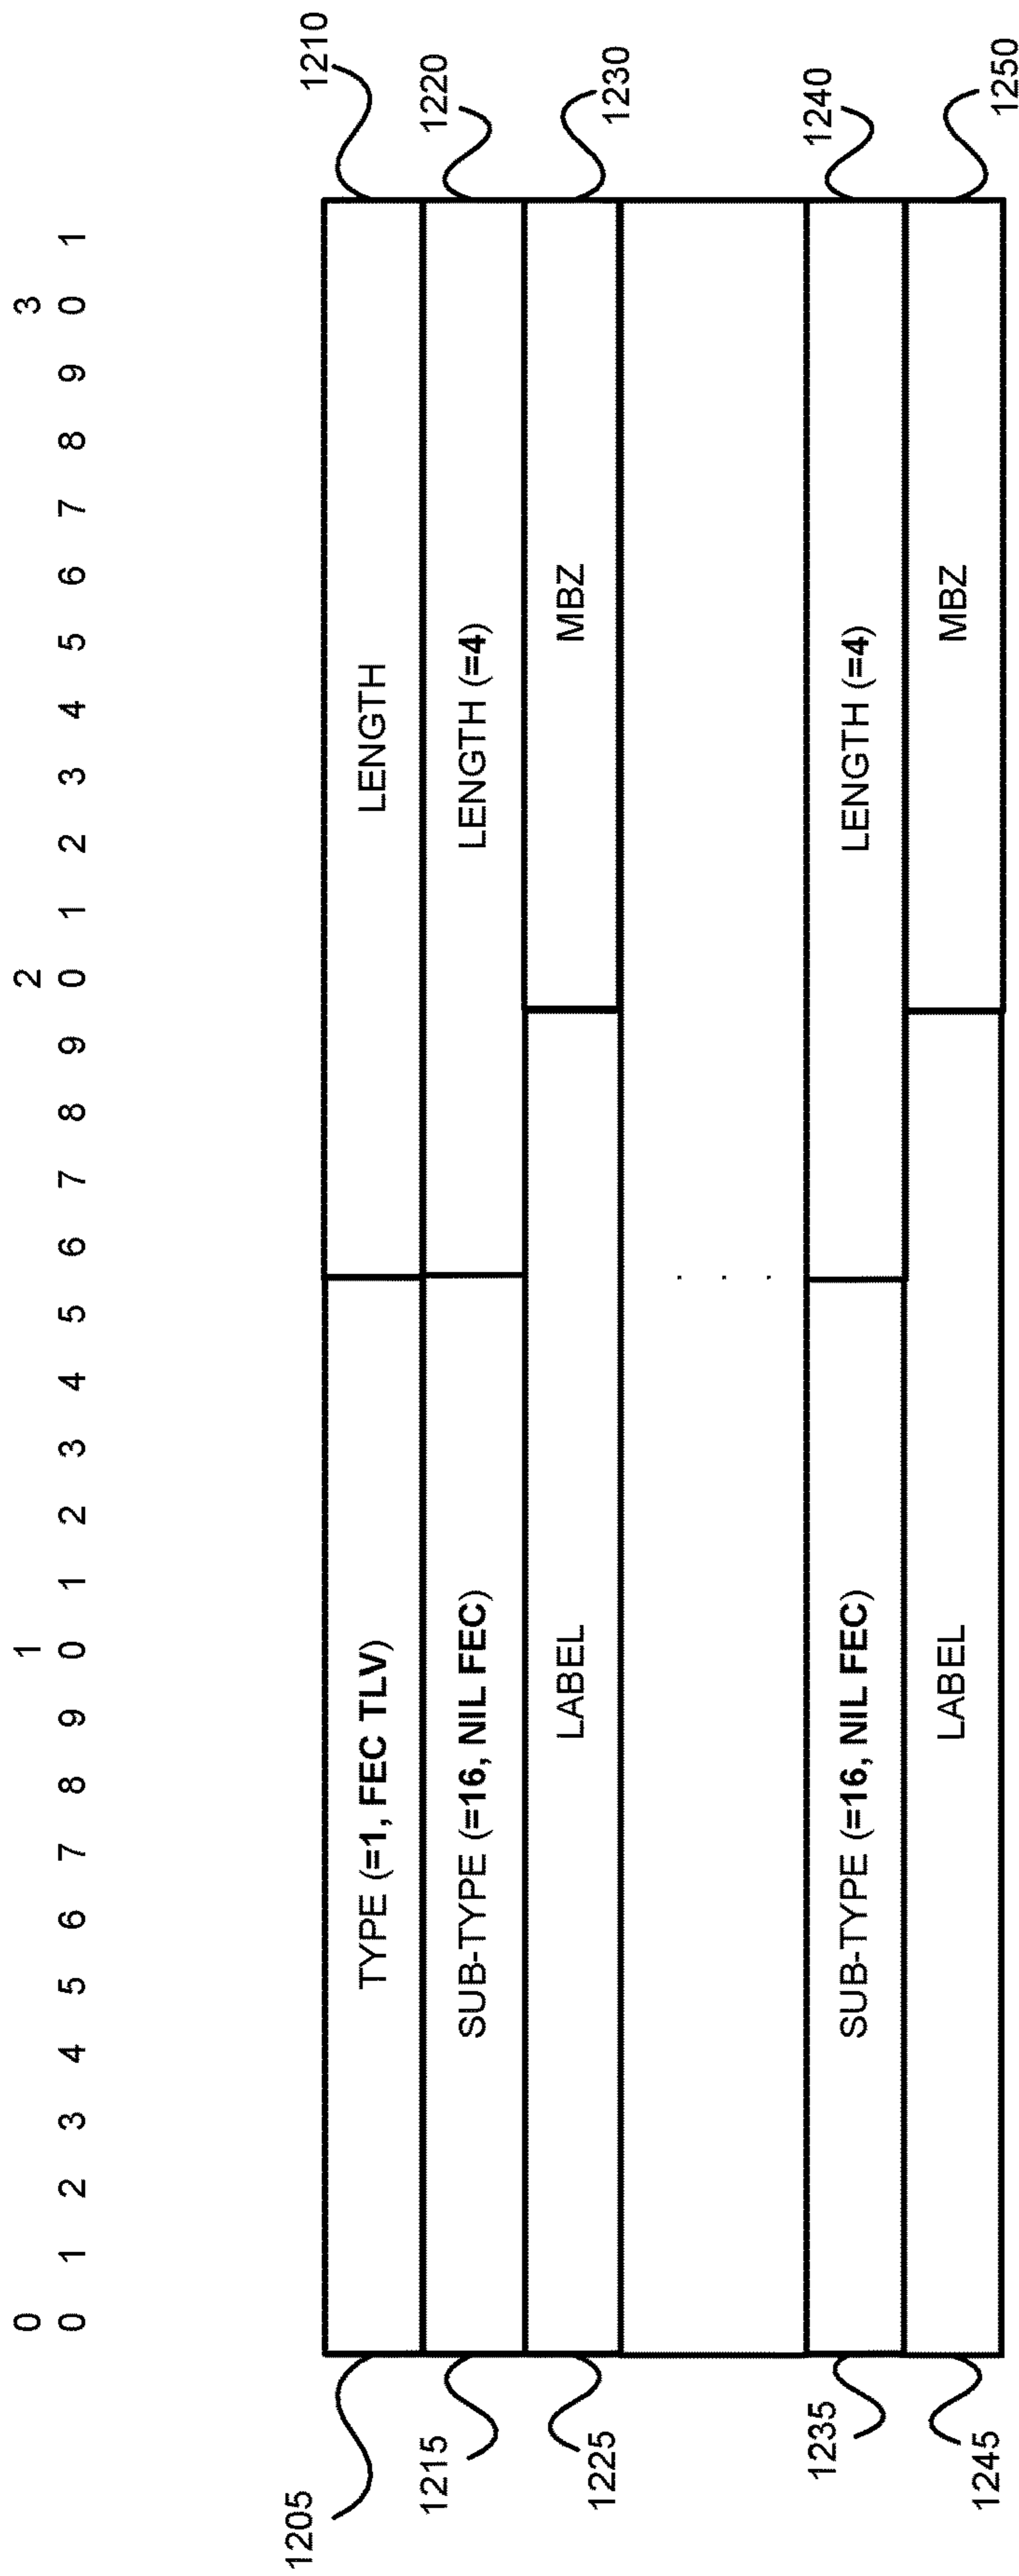 0 1 2 3
0 1 2 3 4 5 6 7 8 9 0 1 2 3 4 5 6 7 8 9 0 1 2 3 4 5 6 7 8 9 0 1
1205 TYPE (=1, FEC TLV) LENGTH 1210
1215 SUB-TYPE (=16, NIL FEC) LENGTH (=4) 1220
1225 LABEL MBZ 1230
. . .
1235 SUB-TYPE (=16, NIL FEC) LENGTH (=4) 1240
1245 LABEL MBZ 1250